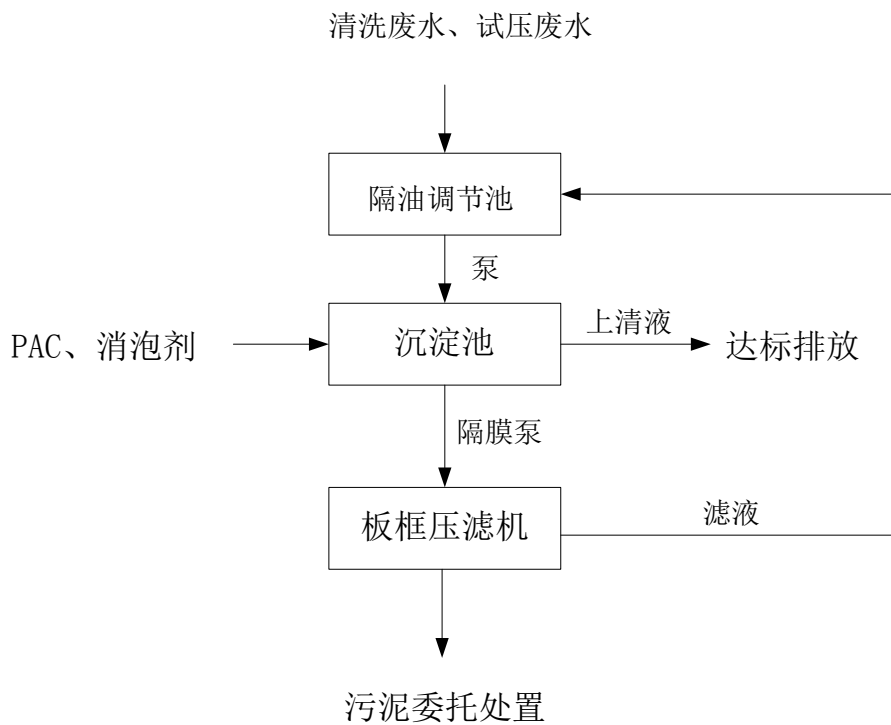 清洗废水、试压废水
隔油调节池
泵
PAC、消泡剂
沉淀池
上清液
达标排放
隔膜泵
板框压滤机
滤液
污泥委托处置